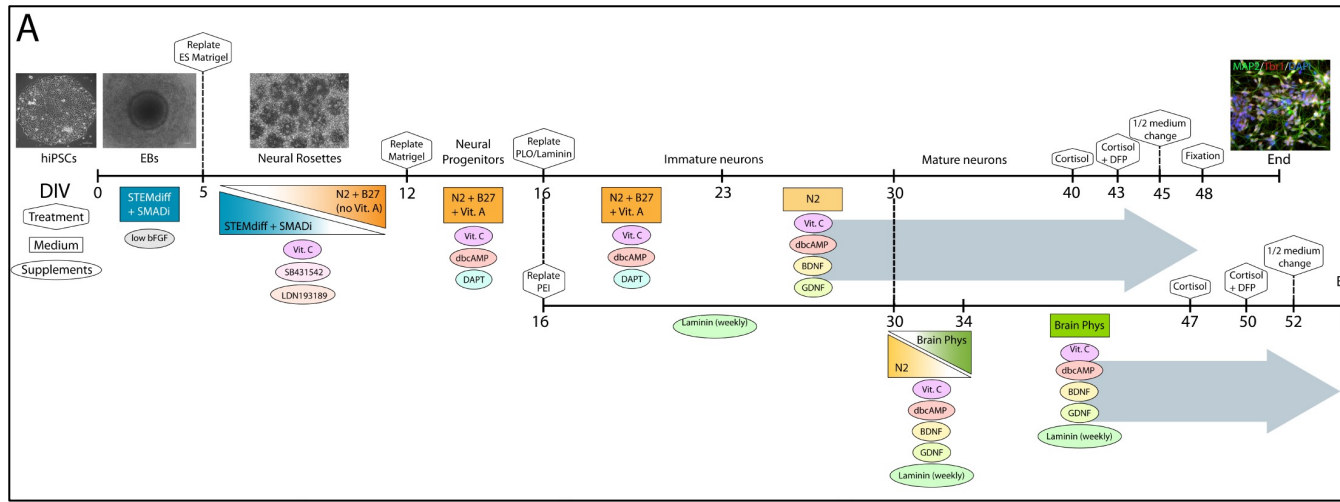 A
Replate
ES Matrigel
hiPSCs
EBs
Neural Rosettes
Replate
Matrigel
Neural
Progenitors
Replate
PLO/Laminin
Immature neurons
Mature neurons
Cortisol
Cortisol
+ DFP
1/2 medium
change
Fixation
MAP2/Tbr1/DAPI
End
DIV
0
5
12
16
23
30
40
43
45
48
Treatment
Medium
Supplements
STEMdiff
+ SMADi
low bFGF
N2 + B27
(no Vit. A)
STEMdiff + SMADi
Vit. C
SB431542
LDN193189
N2 + B27
+ Vit. A
Vit. C
dbcAMP
DAPT
N2 + B27
+ Vit. A
Vit. C
dbcAMP
DAPT
N2
Vit. C
dbcAMP
BDNF
GDNF
Replate
PEI
16
Laminin (weekly)
30
34
Brain Phys
N2
Vit. C
dbcAMP
BDNF
GDNF
Laminin (weekly)
Brain Phys
Vit. C
dbcAMP
BDNF
GDNF
Laminin (weekly)
Cortisol
Cortisol
+ DFP
1/2 medium
change
47
50
52
E